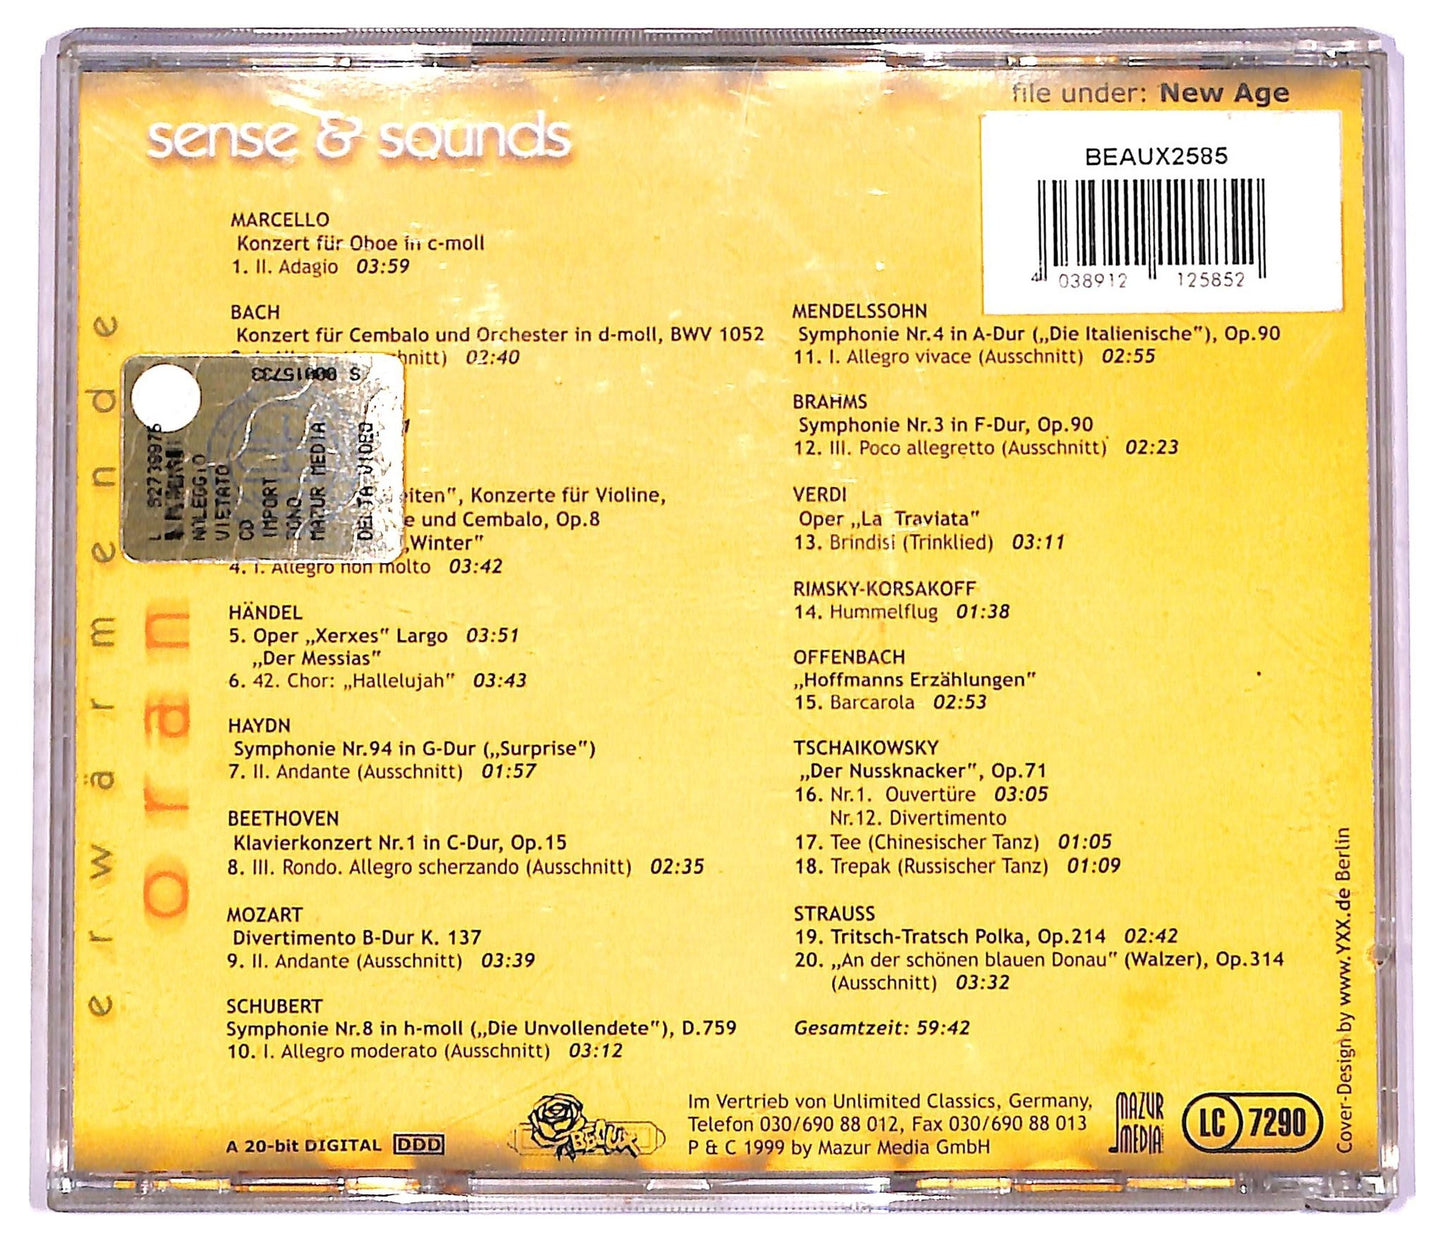 file under: New Age
sense & sounds
BEAUX2585
4 038912 125852
MARCELLO
Konzert für Oboe in c-moll
1. II. Adagio 03:59
BACH
Konzert für Cembalo und Orchester in d-moll, BWV 1052
02:40
eiten", Konzerte für Violine,
e und Cembalo, Op.8
„Winter"
4. I. Allegro non molto 03:42
HÄNDEL
5. Oper „Xerxes" Largo 03:51
„Der Messias"
6. 42. Chor: „Hallelujah" 03:43
HAYDN
Symphonie Nr.94 in G-Dur („Surprise")
7. II. Andante (Ausschnitt) 01:57
BEETHOVEN
Klavierkonzert Nr.1 in C-Dur, Op.15
8. III. Rondo. Allegro scherzando (Ausschnitt) 02:35
MOZART
Divertimento B-Dur K. 137
9. II. Andante (Ausschnitt) 03:39
SCHUBERT
Symphonie Nr.8 in h-moll („Die Unvollendete"), D.759
10. I. Allegro moderato (Ausschnitt) 03:12
MENDELSSOHN
Symphonie Nr.4 in A-Dur („Die Italienische"), Op.90
11. I. Allegro vivace (Ausschnitt) 02:55
BRAHMS
Symphonie Nr.3 in F-Dur, Op.90
12. III. Poco allegretto (Ausschnitt) 02:23
VERDI
Oper „La Traviata"
13. Brindisi (Trinklied) 03:11
RIMSKY-KORSAKOFF
14. Hummelflug 01:38
OFFENBACH
„Hoffmanns Erzählungen"
15. Barcarola 02:53
TSCHAIKOWSKY
„Der Nussknacker", Op.71
16. Nr.1. Ouvertüre 03:05
Nr.12. Divertimento
17. Tee (Chinesischer Tanz) 01:05
18. Trepak (Russischer Tanz) 01:09
STRAUSS
19. Tritsch-Tratsch Polka, Op.214 02:42
20. „An der schönen blauen Donau" (Walzer), Op.314
(Ausschnitt) 03:32
Gesamtzeit: 59:42
erwärmende
oran
S 00015733
NOLEGGIO
VIETATO
CD
IMPORT
MAZUR MEDIA
DELTA VIDEO
A 20-bit DIGITAL DDD
BEAUX
Im Vertrieb von Unlimited Classics, Germany,
Telefon 030/690 88 012, Fax 030/690 88 013
P & C 1999 by Mazur Media GmbH
MAZUR
MEDIA
LC 7290
Cover-Design by www.YXX.de Berlin